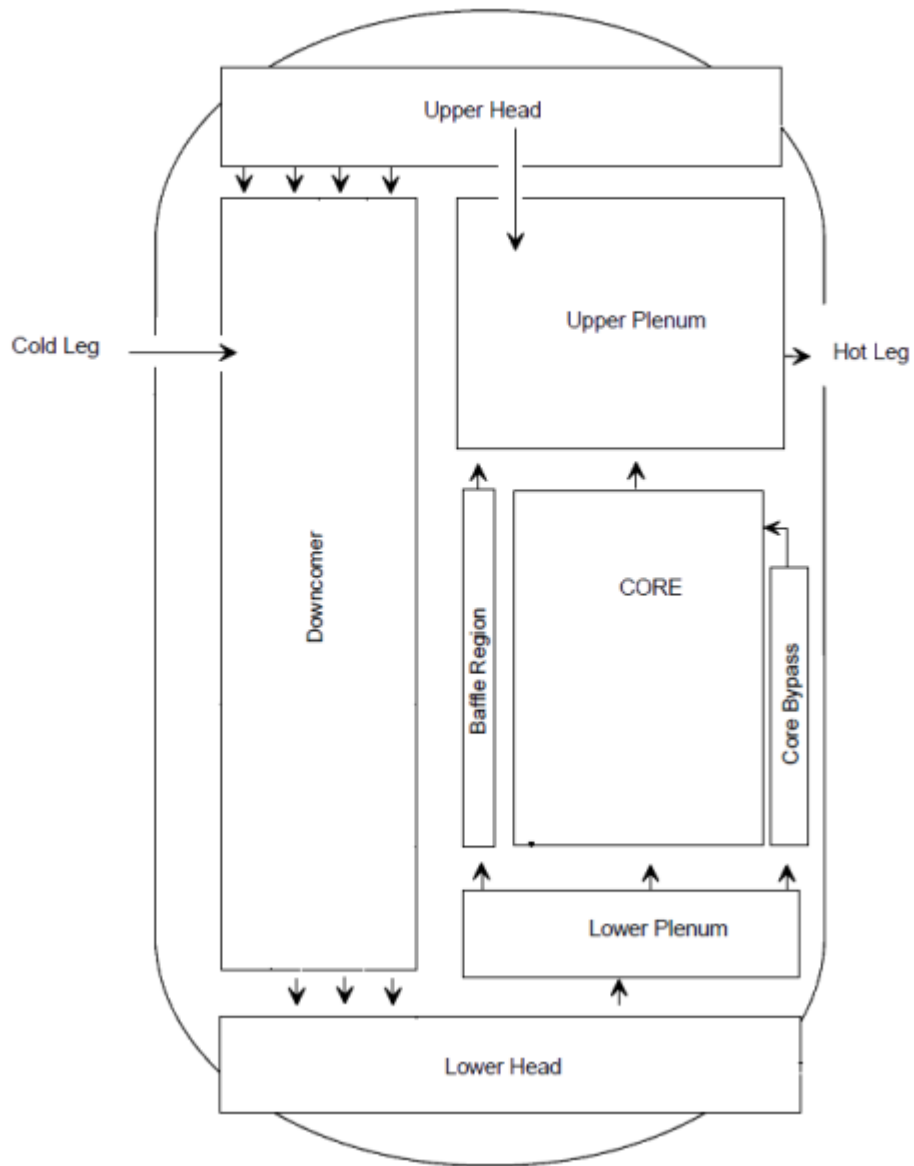 Upper Head
Upper Plenum
Cold Leg
Hot Leg
Downcomer
Baffle Region
CORE
Core Bypass
Lower Plenum
Lower Head